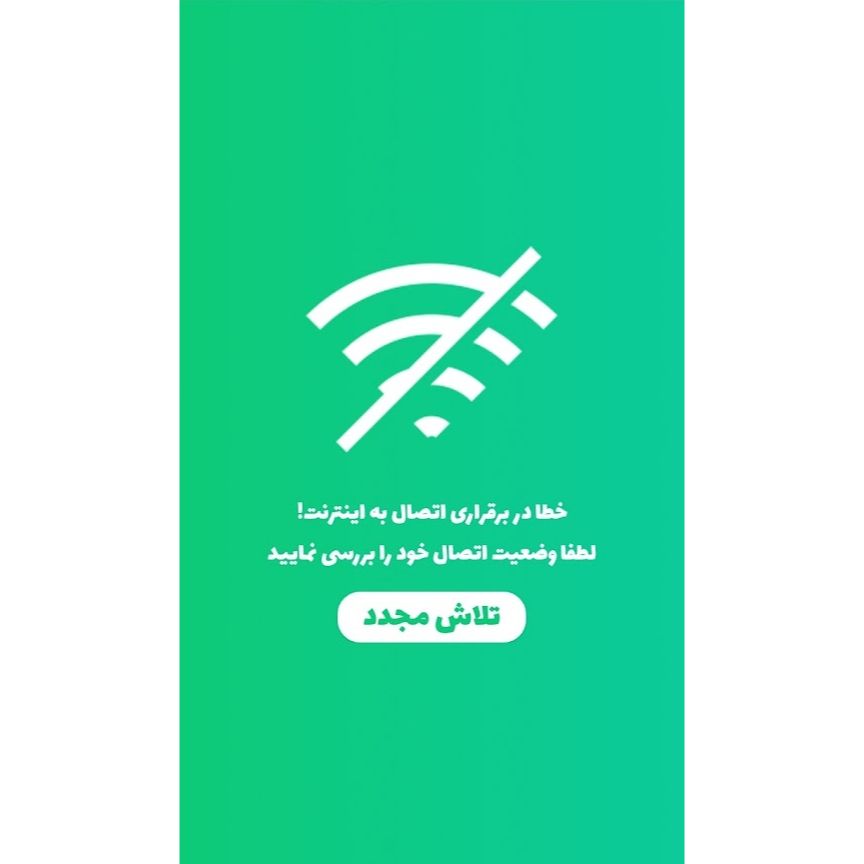 خطا در برقراری اتصال به اینترنت!
لطفا وضعیت اتصال خود را بررسی نمایید
تلاش مجدد